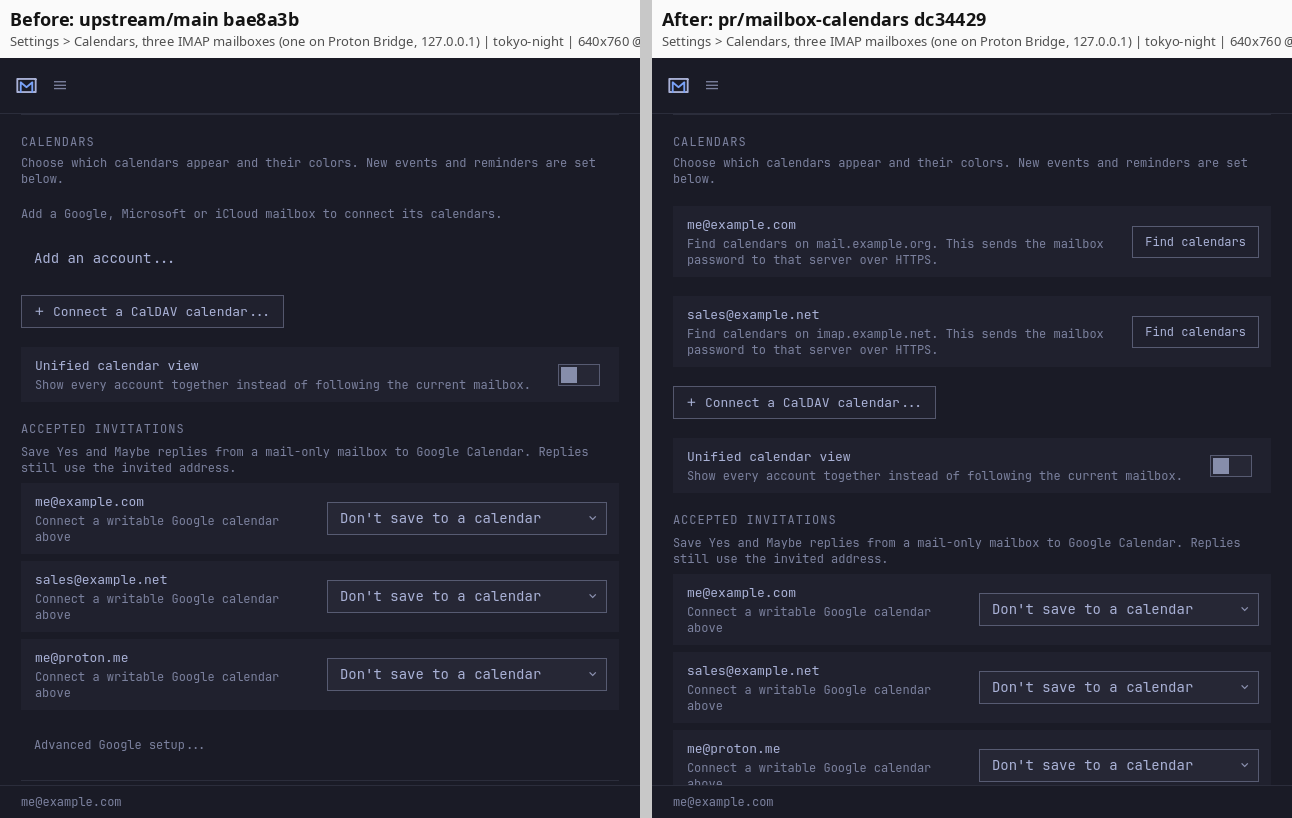 Before: upstream/main bae8a3b
Settings > Calendars, three IMAP mailboxes (one on Proton Bridge, 127.0.0.1) | tokyo-night | 640x760 @
CALENDARS
Choose which calendars appear and their colors. New events and reminders are set
below.
Add a Google, Microsoft or iCloud mailbox to connect its calendars.
Add an account...
+ Connect a CalDAV calendar...
Unified calendar view
Show every account together instead of following the current mailbox.
ACCEPTED INVITATIONS
Save Yes and Maybe replies from a mail-only mailbox to Google Calendar. Replies
still use the invited address.
me@example.com
Connect a writable Google calendar
above
Don't save to a calendar
sales@example.net
Connect a writable Google calendar
above
Don't save to a calendar
me@proton.me
Connect a writable Google calendar
above
Don't save to a calendar
Advanced Google setup...
me@example.com
After: pr/mailbox-calendars dc34429
Settings > Calendars, three IMAP mailboxes (one on Proton Bridge, 127.0.0.1) | tokyo-night | 640x760 @
CALENDARS
Choose which calendars appear and their colors. New events and reminders are set
below.
me@example.com
Find calendars on mail.example.org. This sends the mailbox
password to that server over HTTPS.
Find calendars
sales@example.net
Find calendars on imap.example.net. This sends the mailbox
password to that server over HTTPS.
Find calendars
+ Connect a CalDAV calendar...
Unified calendar view
Show every account together instead of following the current mailbox.
ACCEPTED INVITATIONS
Save Yes and Maybe replies from a mail-only mailbox to Google Calendar. Replies
still use the invited address.
me@example.com
Connect a writable Google calendar
above
Don't save to a calendar
sales@example.net
Connect a writable Google calendar
above
Don't save to a calendar
me@proton.me
Connect a writable Google calendar
above
Don't save to a calendar
me@example.com